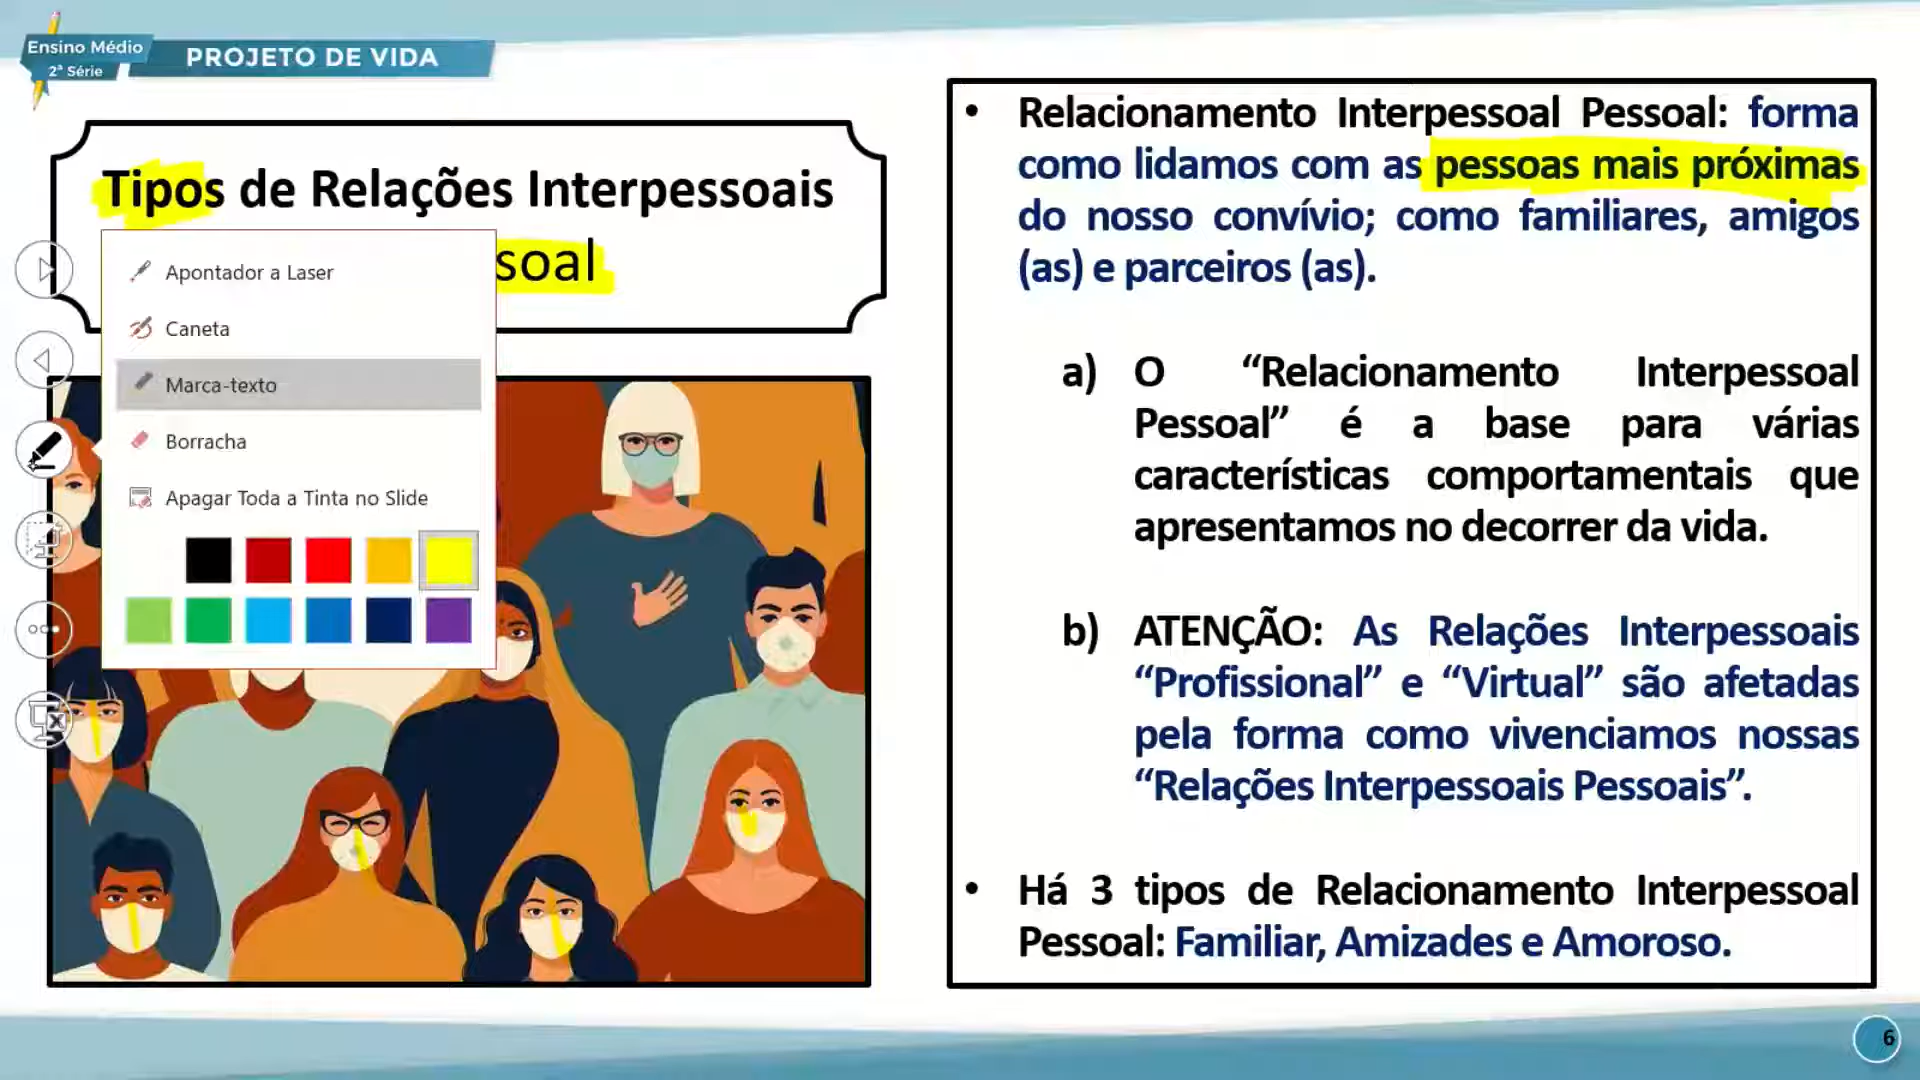 Ensino Médio
2ª Série
PROJETO DE VIDA
Tipos de Relações Interpessoais
soal
Apontador a Laser
Caneta
Marca-texto
Borracha
Apagar Toda a Tinta no Slide
• Relacionamento Interpessoal Pessoal: forma
como lidamos com as pessoas mais próximas
do nosso convívio; como familiares, amigos
(as) e parceiros (as).
a) O “Relacionamento Interpessoal
Pessoal” é a base para várias
características comportamentais que
apresentamos no decorrer da vida.
b) ATENÇÃO: As Relações Interpessoais
“Profissional” e “Virtual” são afetadas
pela forma como vivenciamos nossas
“Relações Interpessoais Pessoais”.
• Há 3 tipos de Relacionamento Interpessoal
Pessoal: Familiar, Amizades e Amoroso.
6